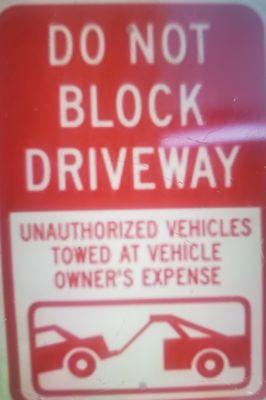 DO NOT
BLOCK
DRIVEWAY
UNAUTHORIZED VEHICLES
TOWED AT VEHICLE
OWNER'S EXPENSE